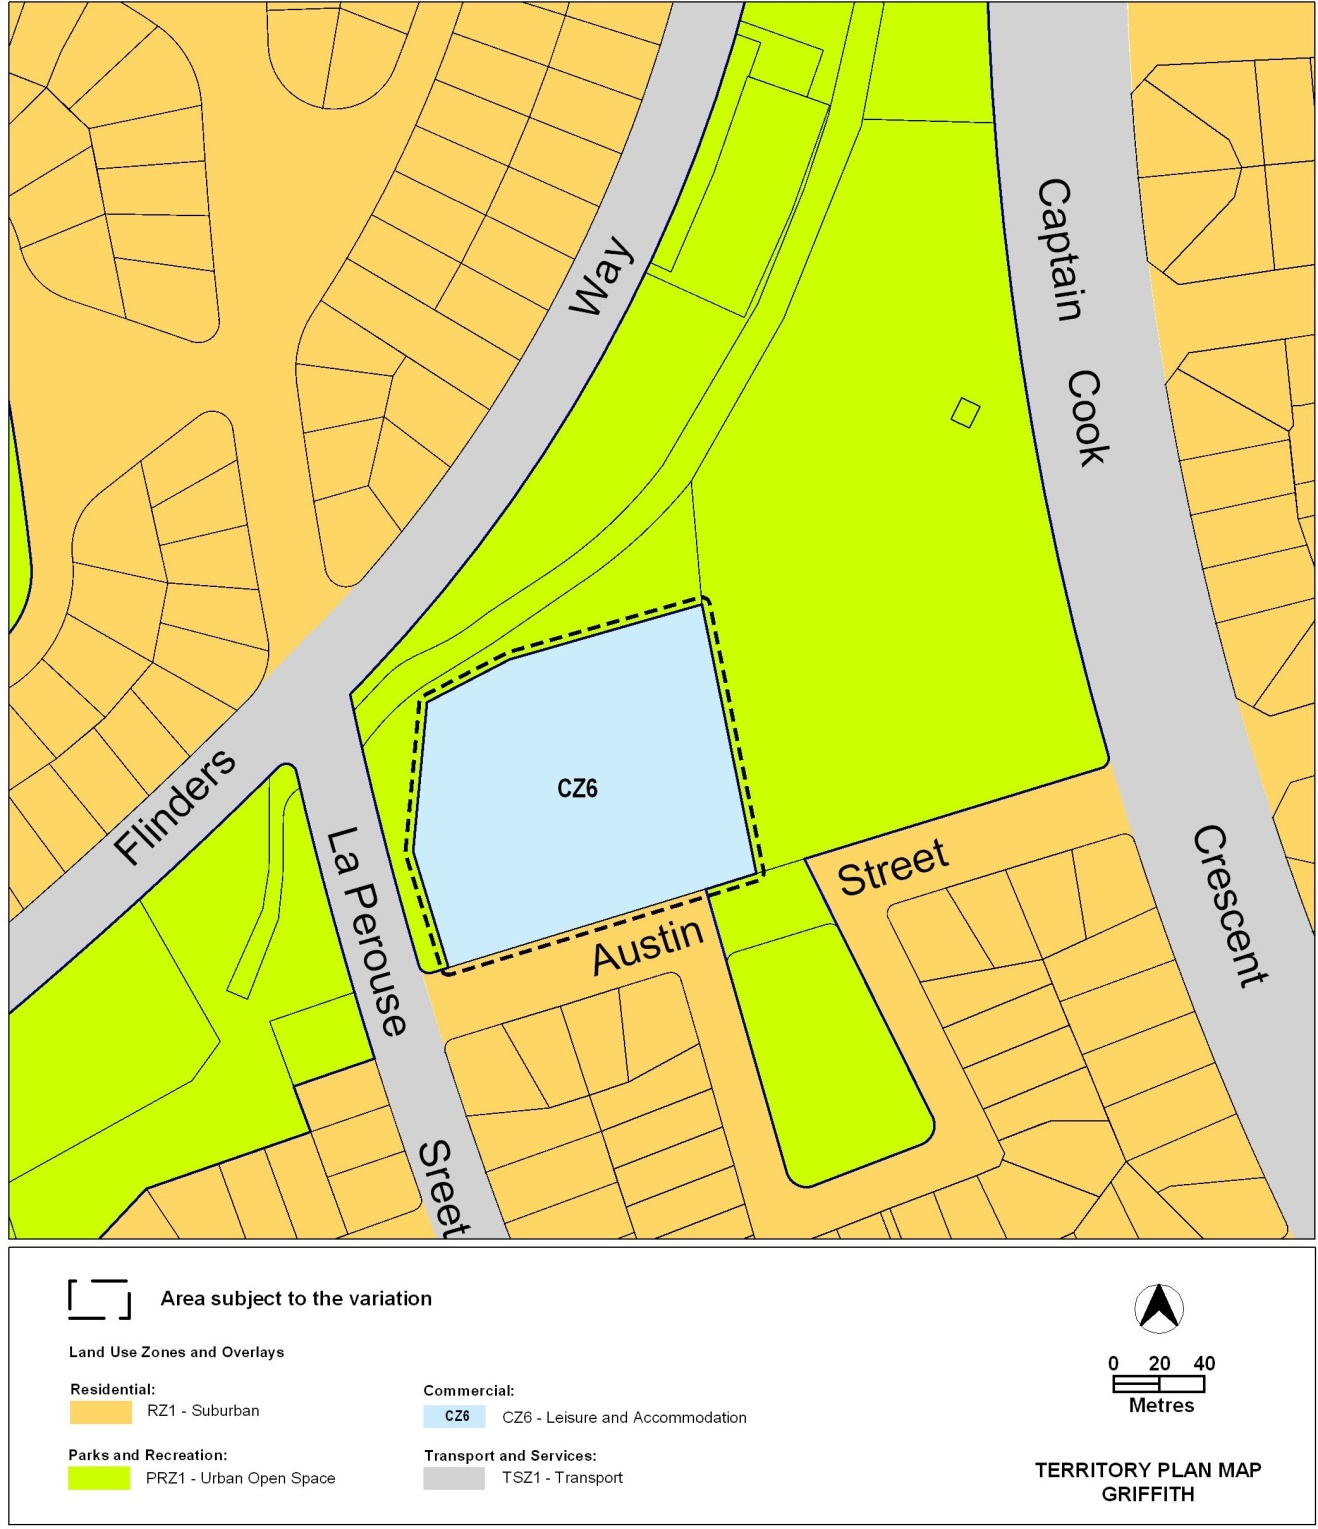 Captain
Way
Cook
CZ6
Flinders
Street
La Perouse
Crescent
Austin
Sreet
Area subject to the variation
Land Use Zones and Overlays
Residential:
RZ1 - Suburban
Commercial:
CZ6
CZ6 - Leisure and Accommodation
Parks and Recreation:
PRZ1 - Urban Open Space
Transport and Services:
TSZ1 - Transport
0 20 40
Metres
TERRITORY PLAN MAP
GRIFFITH